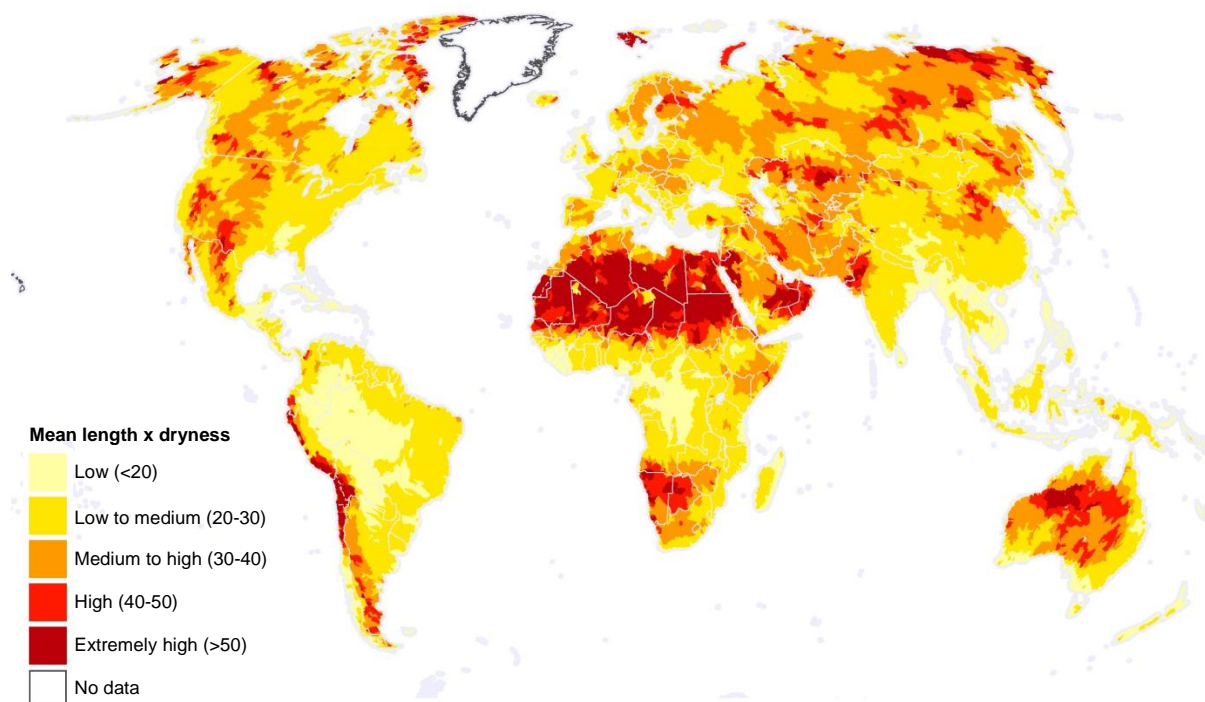 Mean length x dryness
Low (<20)
Low to medium (20-30)
Medium to high (30-40)
High (40-50)
Extremely high (>50)
No data